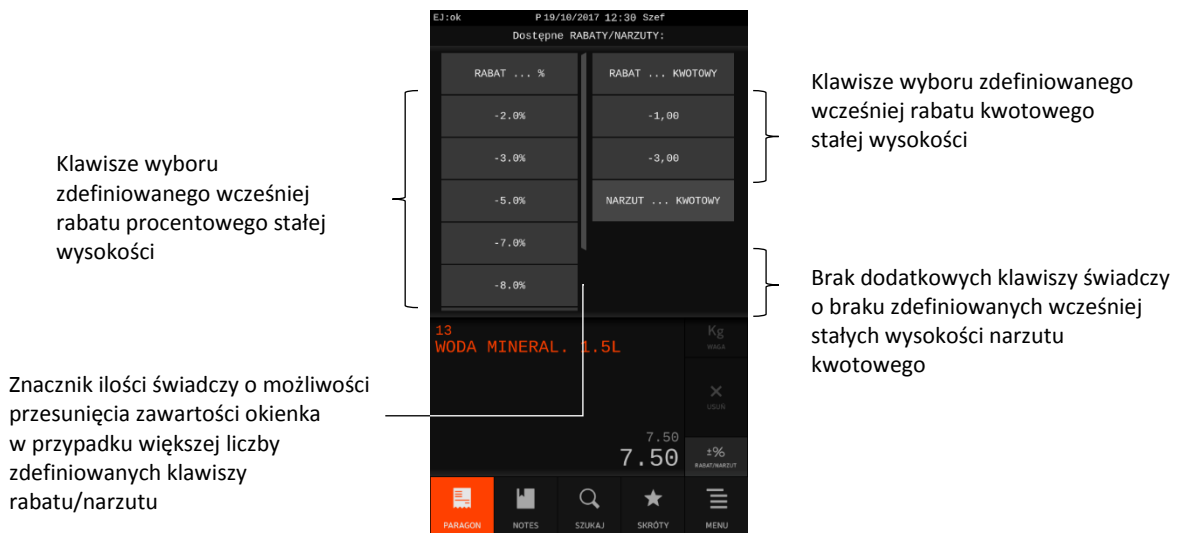 EJ:ok P 19/10/2017 12:30 Szef
Dostępne RABATY/NARZUTY:
RABAT ... %
-2.0%
-3.0%
-5.0%
-7.0%
-8.0%
RABAT ... KWOTOWY
-1,00
-3,00
NARZUT ... KWOTOWY
Klawisze wyboru
zdefiniowanego wcześniej
rabatu procentowego stałej
wysokości
Klawisze wyboru zdefiniowanego
wcześniej rabatu kwotowego
stałej wysokości
Brak dodatkowych klawiszy świadczy
o braku zdefiniowanych wcześniej
stałych wysokości narzutu
kwotowego
Znacznik ilości świadczy o możliwości
przesunięcia zawartości okienka
w przypadku większej liczby
zdefiniowanych klawiszy
rabatu/narzutu
13
WODA MINERAL. 1.5L
7.50
7.50
Kg
WAGA
×
USUŃ
±%
RABAT/NARZUT
PARAGON
NOTES
SZUKAJ
SKRÓTY
MENU